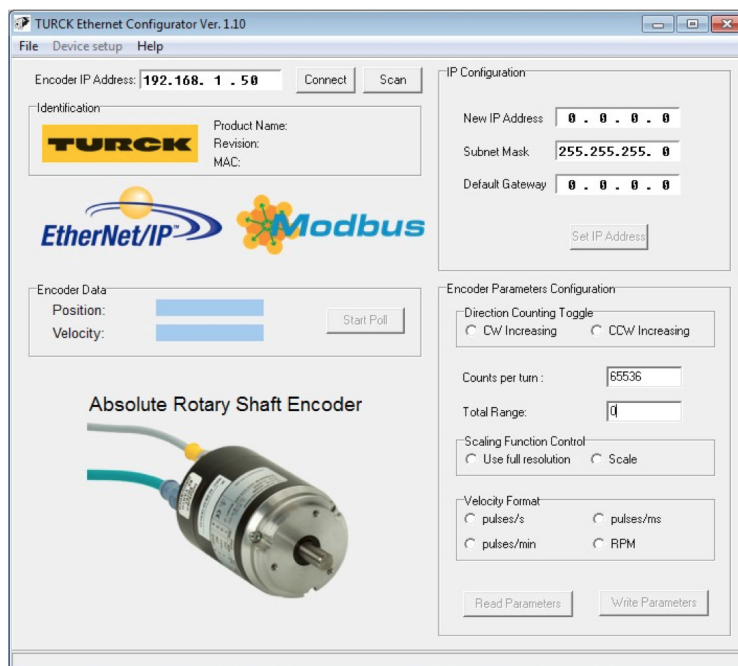 TURCK Ethernet Configurator Ver. 1.10
File Device setup Help
Encoder IP Address: 192.168. 1 .50 Connect Scan
Identification
TURCK
Product Name:
Revision:
MAC:
EtherNet/IP™ Modbus
Encoder Data
Position:
Velocity:
Start Poll
Absolute Rotary Shaft Encoder
IP Configuration
New IP Address 0 . 0 . 0 . 0
Subnet Mask 255.255.255. 0
Default Gateway 0 . 0 . 0 . 0
Set IP Address
Encoder Parameters Configuration
Direction Counting Toggle
CW Increasing CCW Increasing
Counts per turn : 65536
Total Range: 0
Scaling Function Control
Use full resolution Scale
Velocity Format
pulses/s pulses/ms
pulses/min RPM
Read Parameters Write Parameters